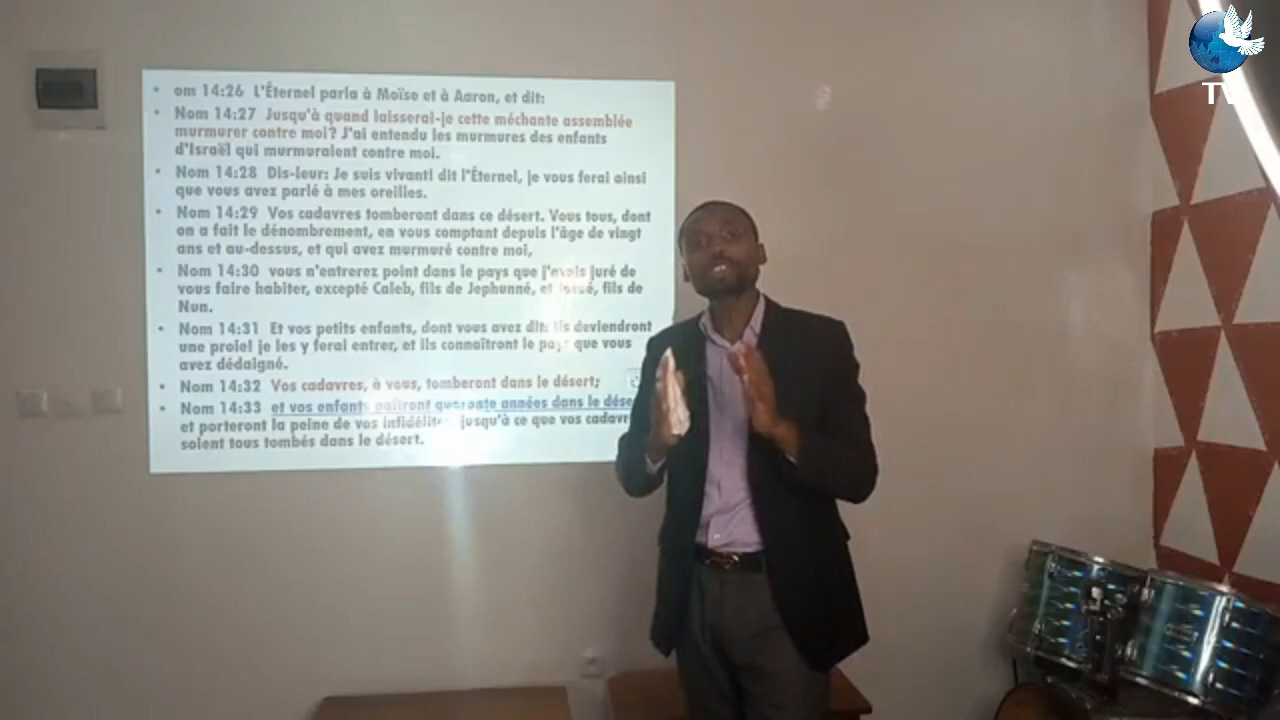 om 14:26 L'Éternel parla à Moïse et à Aaron, et dit:
Nom 14:27 Jusqu'à quand laisserai-je cette méchante assemblée
murmurer contre moi? J'ai entendu les murmures des enfants
d'Israël qui murmuraient contre moi.
Nom 14:28 Dis-leur: Je suis vivant! dit l'Éternel, je vous ferai ainsi
que vous avez parlé à mes oreilles.
Nom 14:29 Vos cadavres tomberont dans ce désert. Vous tous, dont
on a fait le dénombrement, en vous comptant depuis l'âge de vingt
ans et au-dessus, et qui avez murmuré contre moi,
Nom 14:30 vous n'entrerez point dans le pays que j'avais juré de
vous faire habiter, excepté Caleb, fils de Jephunné, et Josué, fils de
Nun.
Nom 14:31 Et vos petits enfants, dont vous avez dit: Ils deviendront
une proie! je les y ferai entrer, et ils connaîtront le pays que vous
avez dédaigné.
Nom 14:32 Vos cadavres, à vous, tomberont dans le désert;
Nom 14:33 et vos enfants paîtront quarante années dans le dése
et porteront la peine de vos infidélit jusqu'à ce que vos cadavr
soient tous tombés dans le désert.
TV